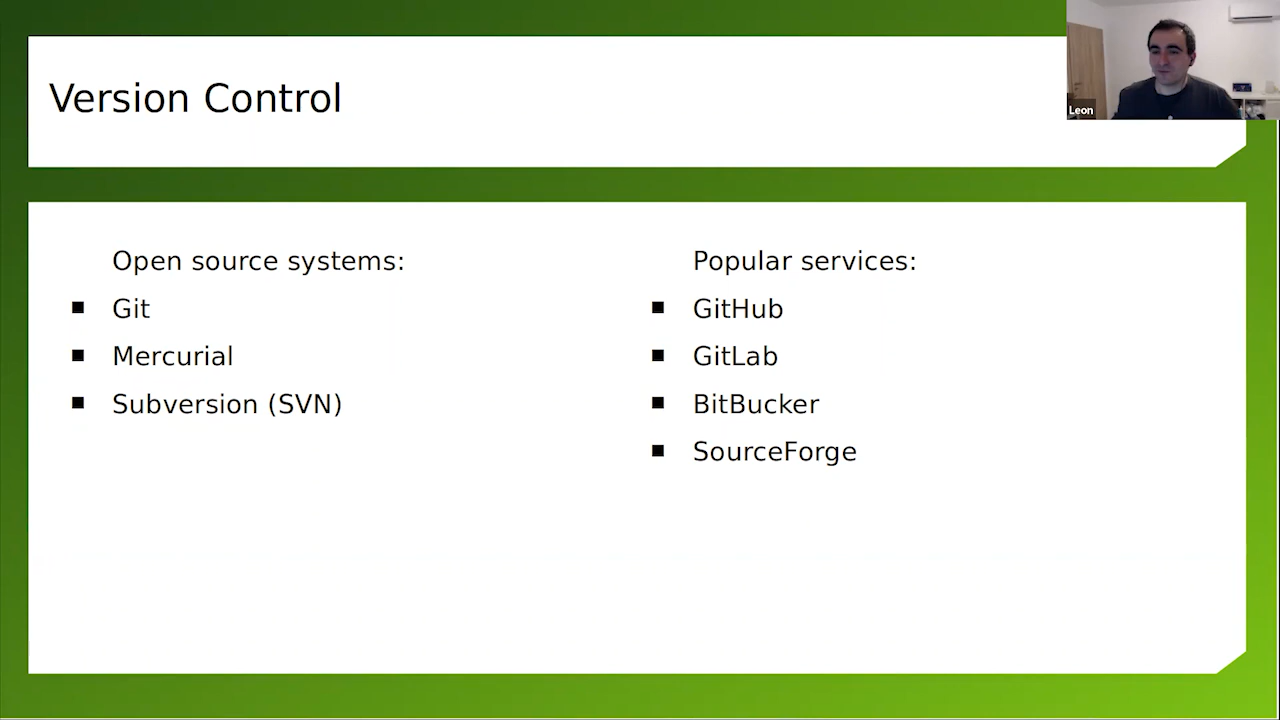 Version Control
Leon
Open source systems:
Git
Mercurial
Subversion (SVN)
Popular services:
GitHub
GitLab
BitBucker
SourceForge